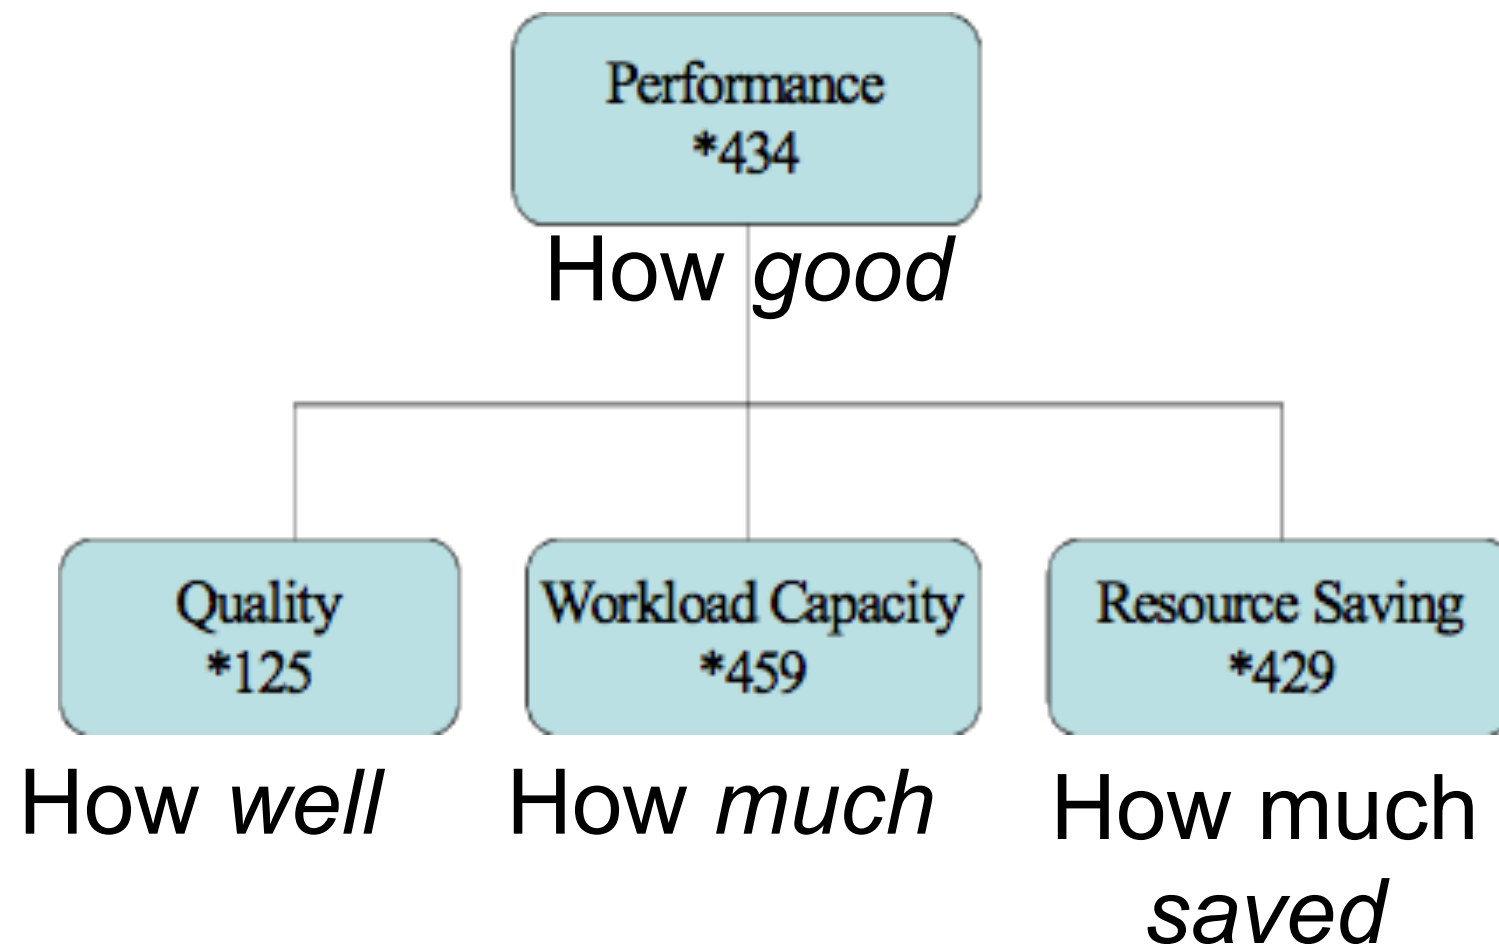 Performance
*434
How good
Quality
*125
Workload Capacity
*459
Resource Saving
*429
How well
How much
How much
saved